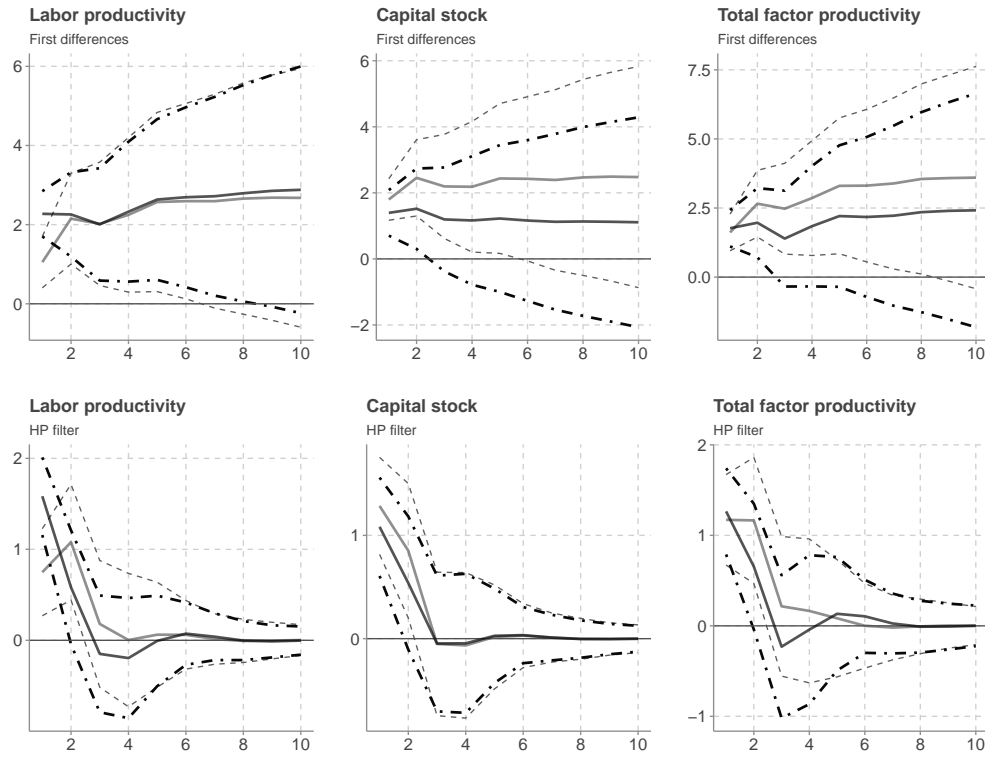 Labor productivity
First differences
6
4
2
0
2 4 6 8 10
Capital stock
First differences
6
4
2
0
−2
2 4 6 8 10
Total factor productivity
First differences
7.5
5.0
2.5
0.0
2 4 6 8 10
Labor productivity
HP filter
2
1
0
2 4 6 8 10
Capital stock
HP filter
1
0
2 4 6 8 10
Total factor productivity
HP filter
2
1
0
−1
2 4 6 8 10